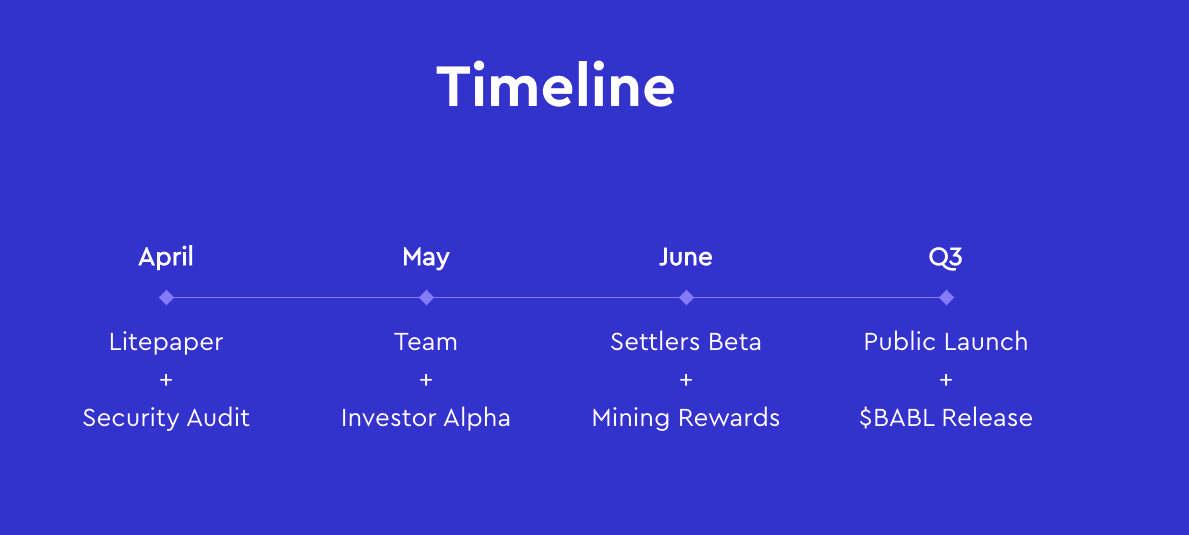 Timeline
April
May
June
Q3
Litepaper
Team
Settlers Beta
Public Launch
+
+
+
+
Security Audit
Investor Alpha
Mining Rewards
$BABL Release